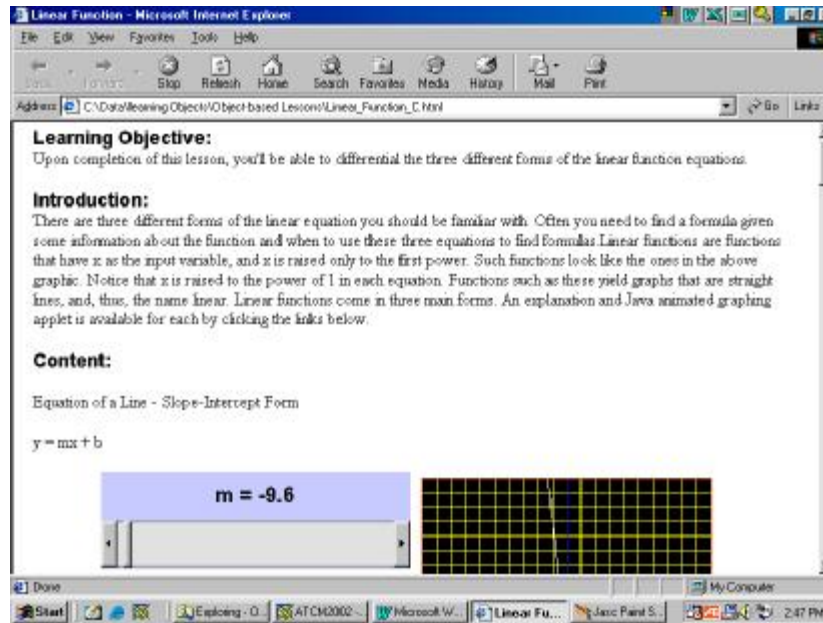 Linear Function - Microsoft Internet Explorer
File Edit View Favorites Tools Help
Stop Refresh Home Search Favorites Media History Mail Print
Address C:\Data\learning Objects\Object-based Lessons\Linear_Function_C.html Go Links
Learning Objective:
Upon completion of this lesson, you'll be able to differential the three different forms of the linear function equations.
Introduction:
There are three different forms of the linear equation you should be familiar with. Often you need to find a formula given
some information about the function and when to use these three equations to find formulas.Linear functions are functions
that have x as the input variable, and x is raised only to the first power. Such functions look like the ones in the above
graphic. Notice that x is raised to the power of 1 in each equation. Functions such as these yield graphs that are straight
lines, and, thus, the name linear. Linear functions come in three main forms. An explanation and Java animated graphing
applet is available for each by clicking the links below.
Content:
Equation of a Line - Slope-Intercept Form
y = mx + b
m = -9.6
Done My Computer
Start Exploring - O... ATCM2002 -... Microsoft W... Linear Fu... Jasc Paint S... 2:47 PM